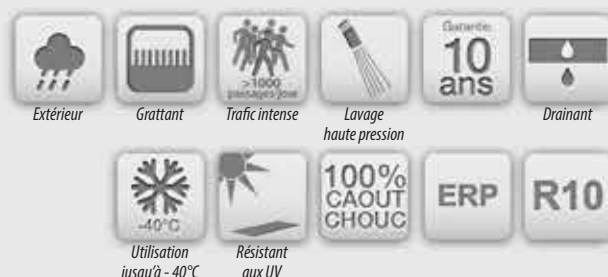 >1000
passages/jour
Garantie:
10
ans
Extérieur
Grattant
Trafic intense
Lavage
haute pression
Drainant
-40°C
100%
CAOUT
CHOUC
ERP
R10
Utilisation
jusqu'à - 40°C
Résistant
aux UV